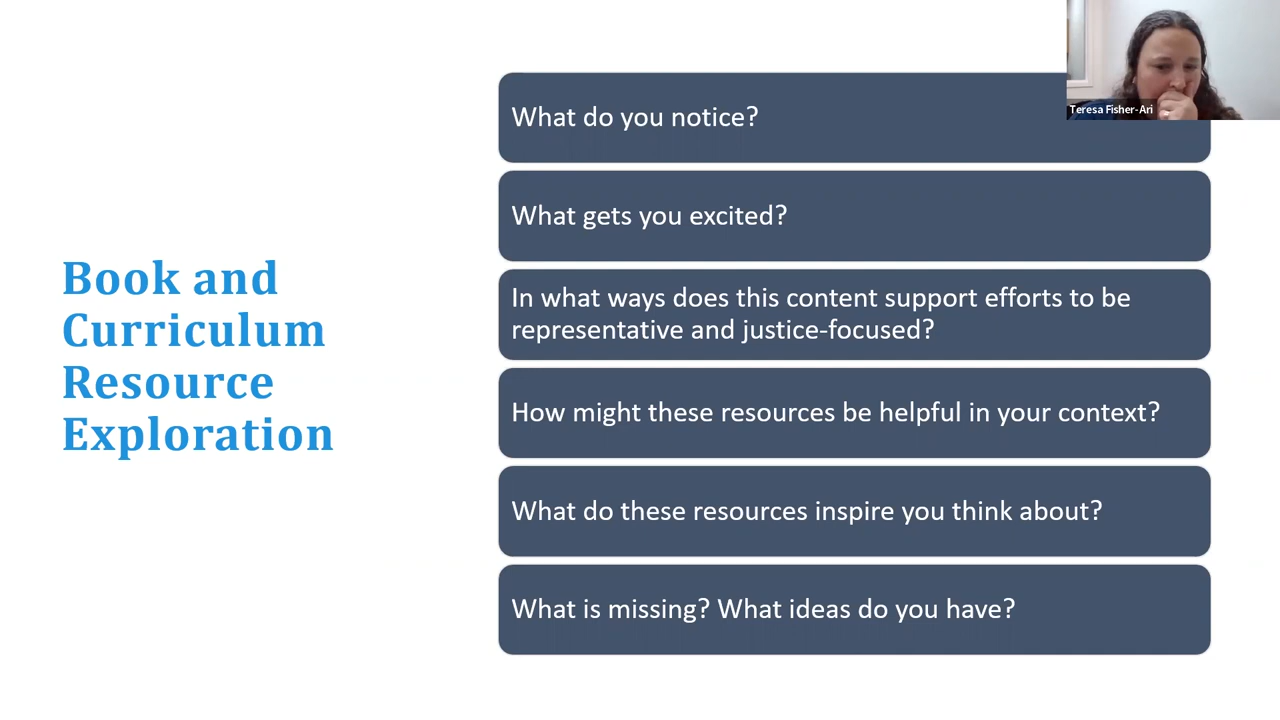 Book and
Curriculum
Resource
Exploration
What do you notice?
What gets you excited?
In what ways does this content support efforts to be
representative and justice-focused?
How might these resources be helpful in your context?
What do these resources inspire you think about?
What is missing? What ideas do you have?
Teresa Fisher-Ari